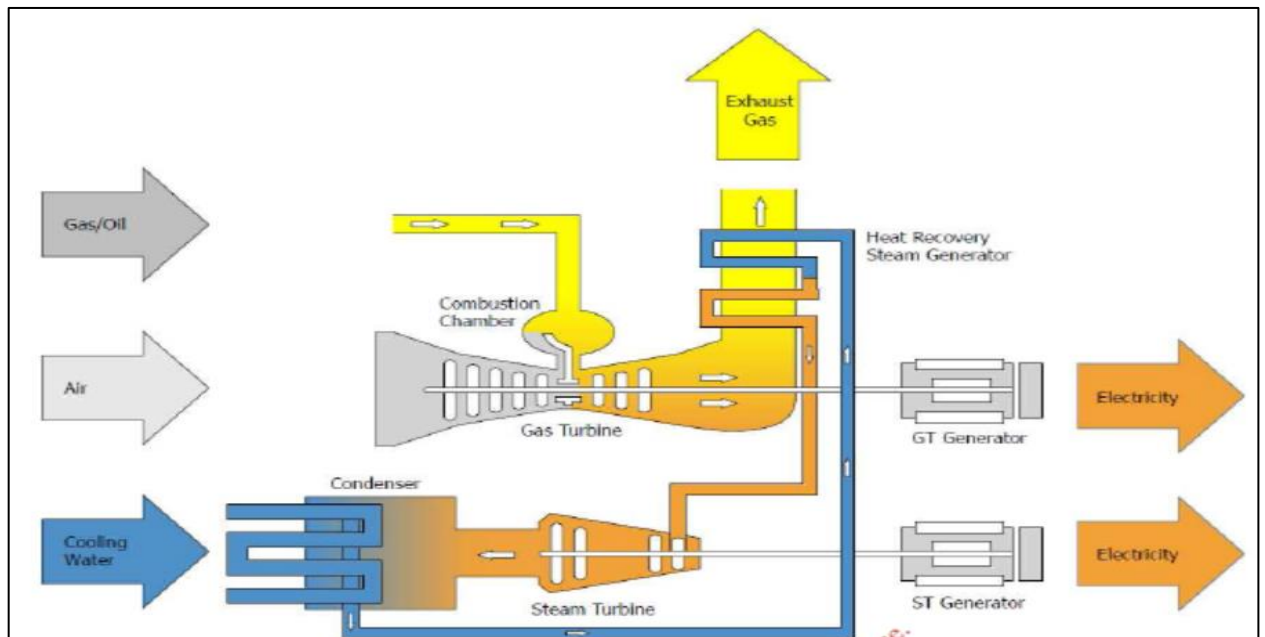 Exhaust
Gas
Gas/Oil
Heat Recovery
Steam Generator
Combustion
Chamber
Air
Electricity
Gas Turbine
GT Generator
Condenser
Cooling
Water
Electricity
Steam Turbine
ST Generator